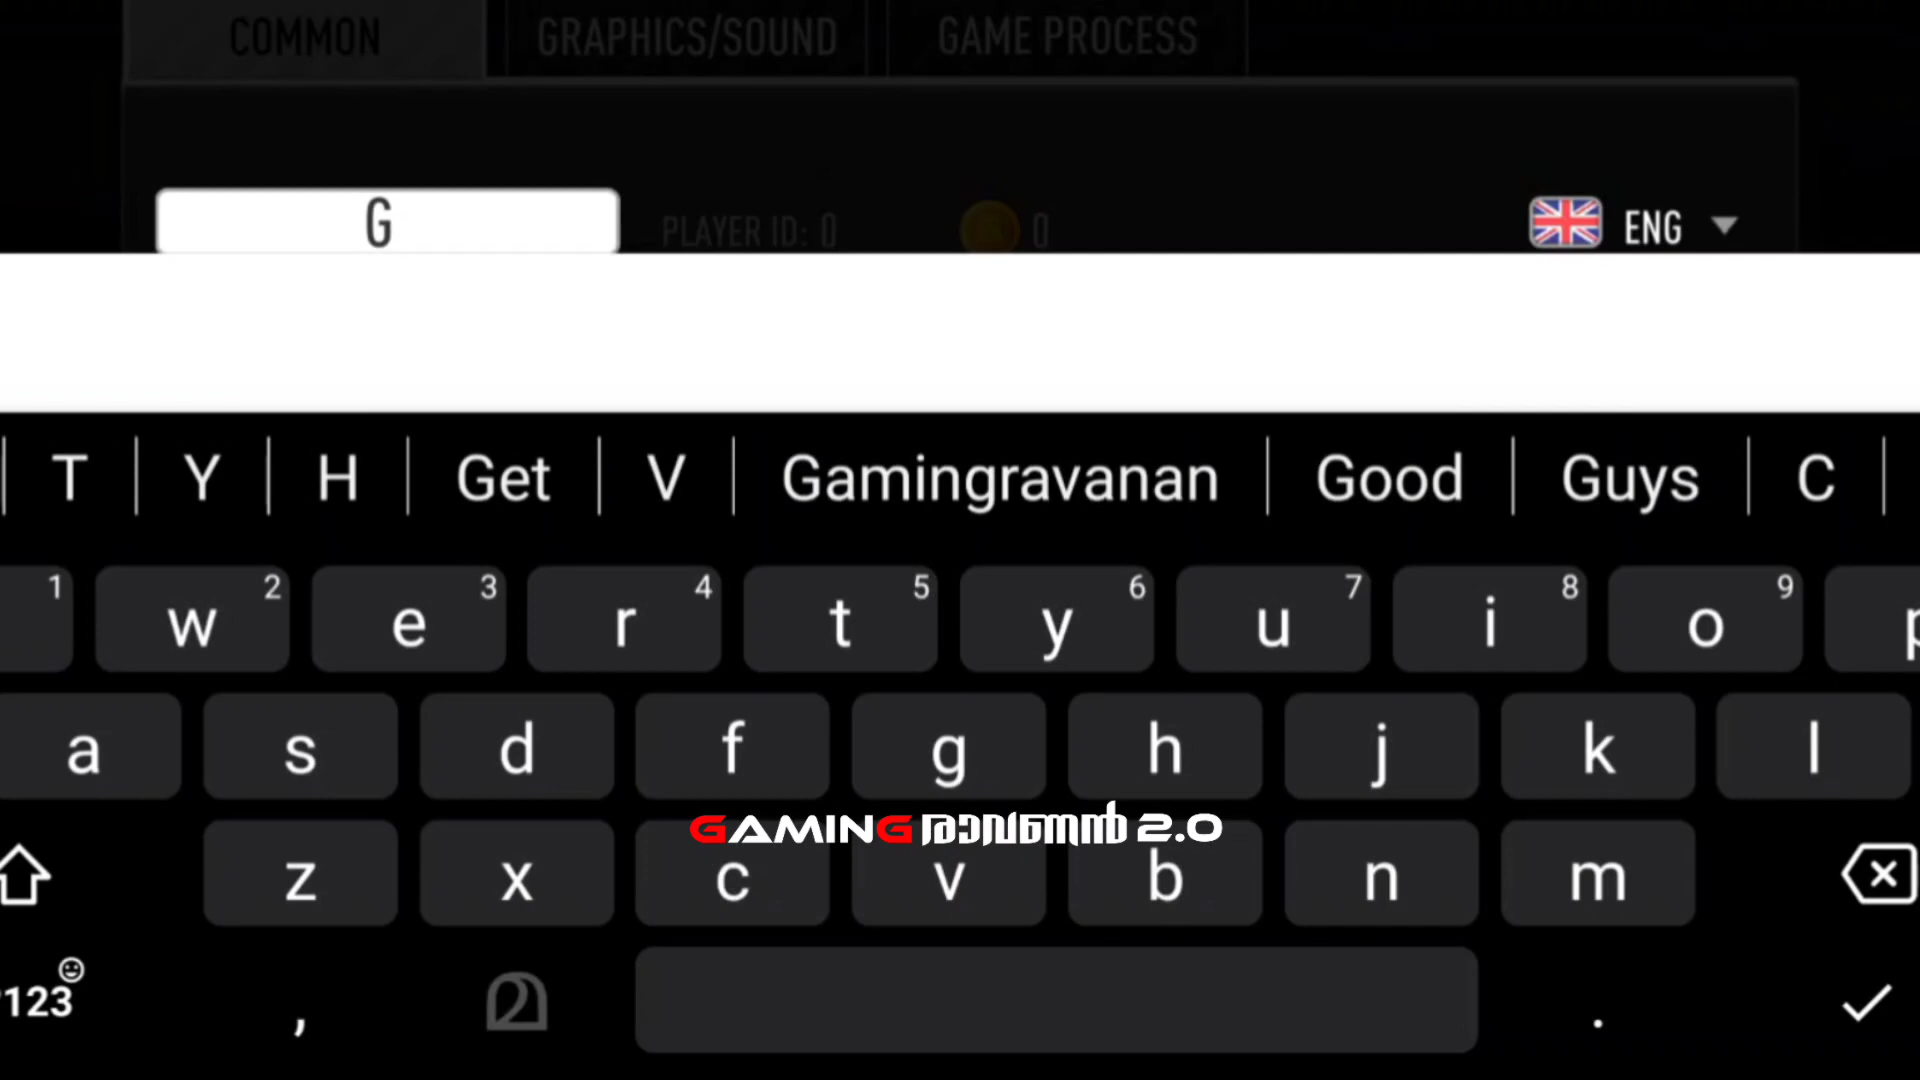 COMMON GRAPHICS/SOUND GAME PROCESS
G PLAYER ID: 0 0 ENG
T Y H Get V Gamingravanan Good Guys C
1 w 2 e 3 r 4 t 5 y 6 u 7 i 8 o 9 p
a s d f g h j k l
GAMING രാവണൻ 2.0
z x c v b n m
?123 , മ .